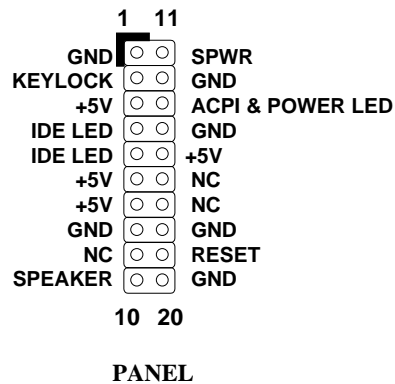 1 11
GND SPWR
KEYLOCK GND
+5V ACPI & POWER LED
IDE LED GND
IDE LED +5V
+5V NC
+5V NC
GND GND
NC RESET
SPEAKER GND
10 20
PANEL